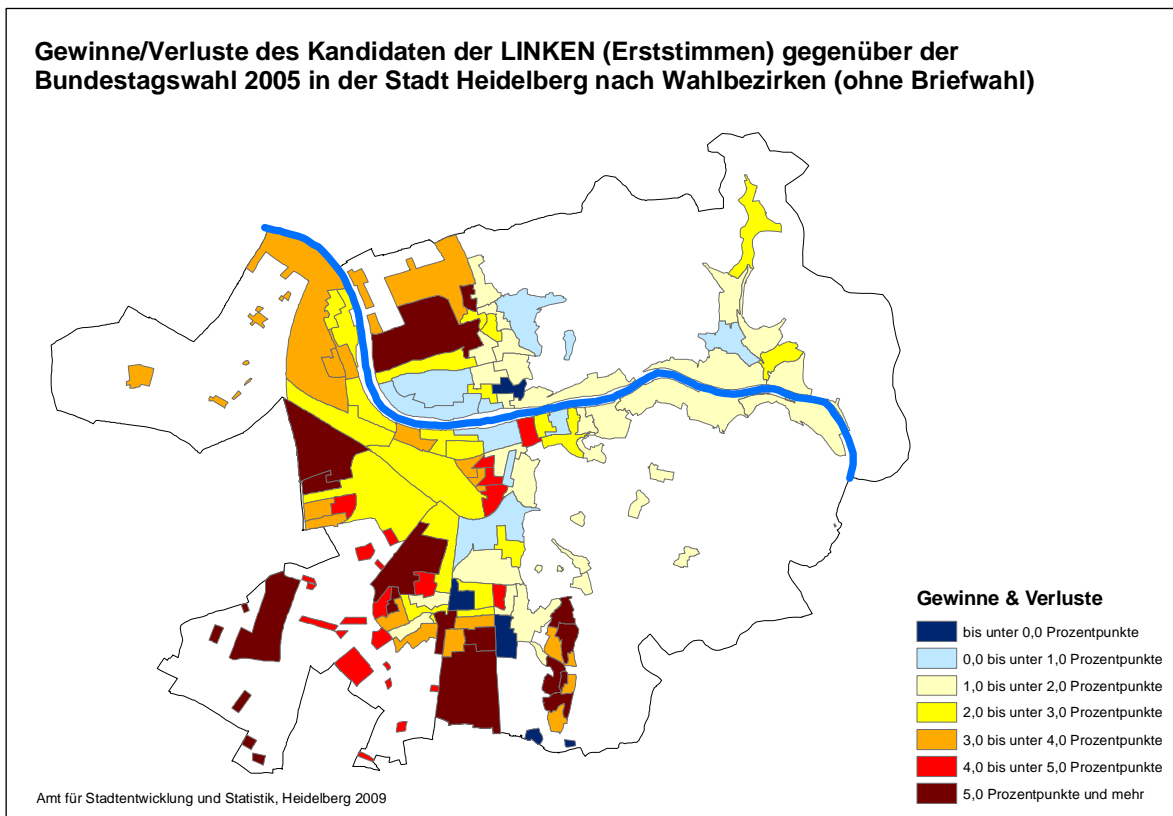 Gewinne/Verluste des Kandidaten der LINKEN (Erststimmen) gegenüber der
Bundestagswahl 2005 in der Stadt Heidelberg nach Wahlbezirken (ohne Briefwahl)
Gewinne & Verluste
bis unter 0,0 Prozentpunkte
0,0 bis unter 1,0 Prozentpunkte
1,0 bis unter 2,0 Prozentpunkte
2,0 bis unter 3,0 Prozentpunkte
3,0 bis unter 4,0 Prozentpunkte
4,0 bis unter 5,0 Prozentpunkte
5,0 Prozentpunkte und mehr
Amt für Stadtentwicklung und Statistik, Heidelberg 2009